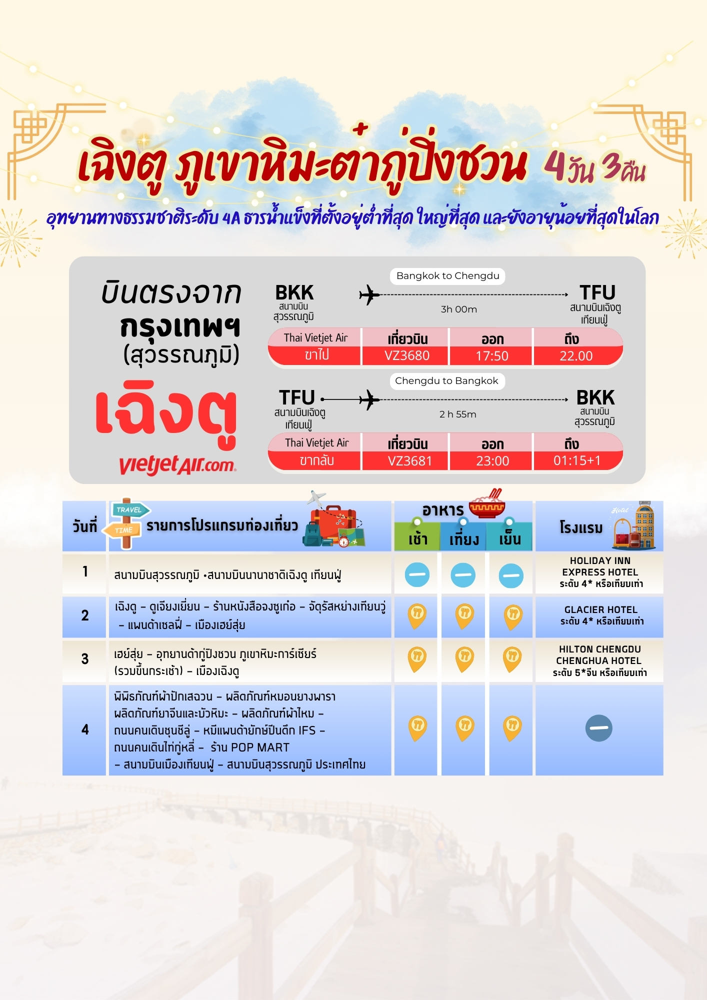 เฉิงตู ภูเขาหิมะต๋ากู่ปิ่งชวน 4วัน 3คืน
อุทยานทางธรรมชาติระดับ 4A ธารน้ำแข็งที่ตั้งอยู่ต่ำที่สุด ใหญ่ที่สุด และยังอายุน้อยที่สุดในโลก
บินตรงจาก
กรุงเทพฯ
(สุวรรณภูมิ)
เฉิงตู
vietjetAir.com
Bangkok to Chengdu
BKK
สนามบิน
สุวรรณภูมิ
3h 00m
TFU
สนามบินเฉิงตู
เทียนฟู่
Thai Vietjet Air เที่ยวบิน ออก ถึง
ขาไป VZ3680 17:50 22.00
Chengdu to Bangkok
TFU
สนามบินเฉิงตู
เทียนฟู่
2 h 55m
BKK
สนามบิน
สุวรรณภูมิ
Thai Vietjet Air เที่ยวบิน ออก ถึง
ขากลับ VZ3681 23:00 01:15+1
วันที่
TRAVEL
TIME
รายการโปรแกรมท่องเที่ยว
อาหาร
เช้า เที่ยง เย็น
โรงแรม
Hotel
1
สนามบินสุวรรณภูมิ •สนามบินนานาชาติเฉิงตู เทียนฟู่
HOLIDAY INN
EXPRESS HOTEL
ระดับ 4* หรือเทียบเท่า
2
เฉิงตู – ตูเจียงเยี่ยน – ร้านหนังสือจงซูเก๋อ – จัตุรัสหย่างเทียนวู่
– แพนด้าเซลฟี่ – เมืองเฮย์สุ่ย
GLACIER HOTEL
ระดับ 4* หรือเทียบเท่า
3
เฮย์สุ่ย – อุทยานต้ากู่ปิงชวน ภูเขาหิมะการ์เซียร์
(รวมขึ้นกระเช้า) – เมืองเฉิงตู
HILTON CHENGDU
CHENGHUA HOTEL
ระดับ 5*จีน หรือเทียบเท่า
4
พิพิธภัณฑ์ผ้าปักเสฉวน – ผลิตภัณฑ์หมอนยางพารา
ผลิตภัณฑ์ยาจีนและบัวหิมะ – ผลิตภัณฑ์ผ้าไหม –
ถนนคนเดินชุนซีลู่ – หมีแพนด้ายักษ์ปีนตึก IFS –
ถนนคนเดินไท่กู่หลี่ – ร้าน POP MART
– สนามบินเมืองเทียนฟู่ – สนามบินสุวรรณภูมิ ประเทศไทย